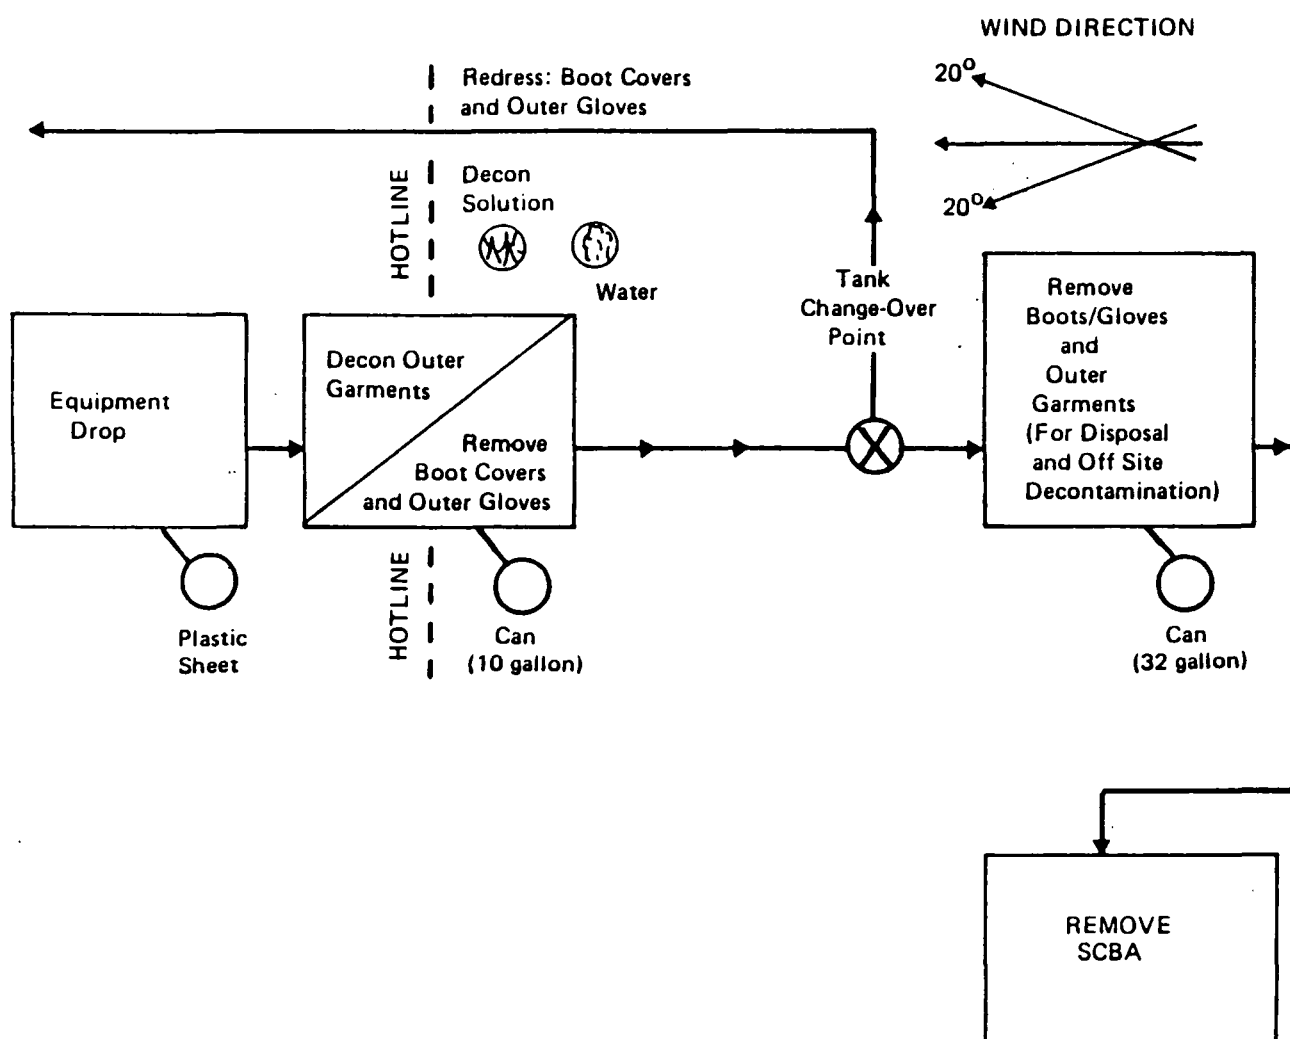 WIND DIRECTION
20°
20°
Redress: Boot Covers
and Outer Gloves
HOTLINE
Decon
Solution
Water
Tank
Change-Over
Point
Remove
Boots/Gloves
and
Outer
Garments
(For Disposal
and Off Site
Decontamination)
Equipment
Drop
Decon Outer
Garments
Remove
Boot Covers
and Outer Gloves
Plastic
Sheet
HOTLINE
Can
(10 gallon)
Can
(32 gallon)
REMOVE
SCBA